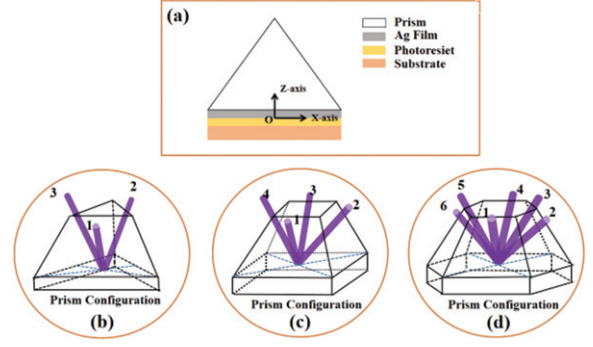 (a)
Prism
Ag Film
Photoresiet
Substrate
Z-axis
O X-axis
3 2
1
Prism Configuration
(b)
4 3 2
1
Prism Configuration
(c)
5 4 3
6 1 2
Prism Configuration
(d)